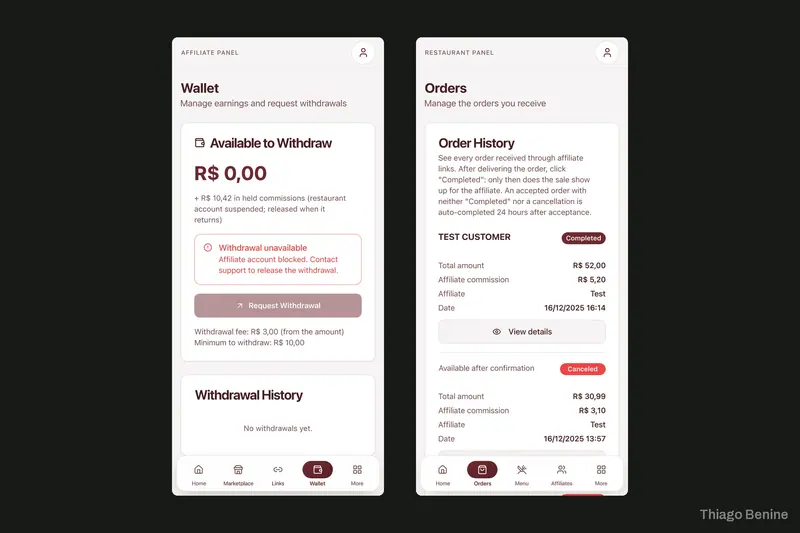 AFFILIATE PANEL
Wallet
Manage earnings and request withdrawals
Available to Withdraw
R$ 0,00
+ R$ 10,42 in held commissions (restaurant
account suspended; released when it
returns)
Withdrawal unavailable
Affiliate account blocked. Contact
support to release the withdrawal.
Request Withdrawal
Withdrawal fee: R$ 3,00 (from the amount)
Minimum to withdraw: R$ 10,00
Withdrawal History
No withdrawals yet.
Home Marketplace Links Wallet More
RESTAURANT PANEL
Orders
Manage the orders you receive
Order History
See every order received through affiliate
links. After delivering the order, click
"Completed": only then does the sale show
up for the affiliate. An accepted order with
neither "Completed" nor a cancellation is
auto-completed 24 hours after acceptance.
TEST CUSTOMER Completed
Total amount R$ 52,00
Affiliate commission R$ 5,20
Affiliate Test
Date 16/12/2025 16:14
View details
Available after confirmation Canceled
Total amount R$ 30,99
Affiliate commission R$ 3,10
Affiliate Test
Date 16/12/2025 13:57
Home Orders Menu Affiliates More
Thiago Benine